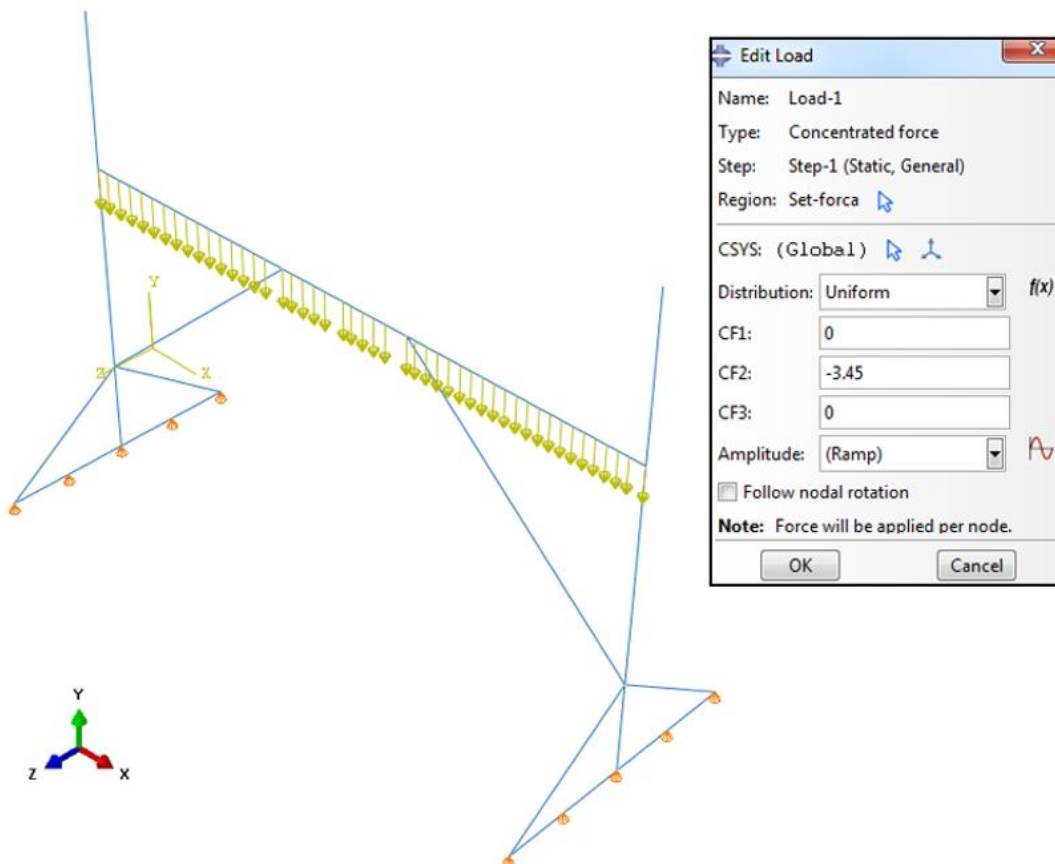 Edit Load
Name: Load-1
Type: Concentrated force
Step: Step-1 (Static, General)
Region: Set-forca
CSYS: (Global)
Distribution: Uniform f(x)
CF1: 0
CF2: -3.45
CF3: 0
Amplitude: (Ramp)
Follow nodal rotation
Note: Force will be applied per node.
OK Cancel
Y
Z X
Y
Z X